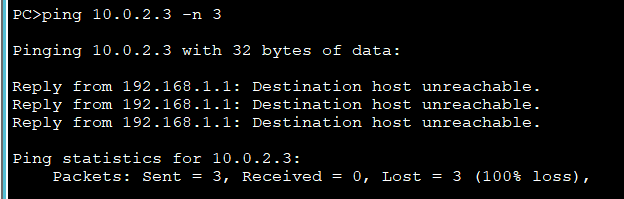 PC>ping 10.0.2.3 -n 3
Pinging 10.0.2.3 with 32 bytes of data:
Reply from 192.168.1.1: Destination host unreachable.
Reply from 192.168.1.1: Destination host unreachable.
Reply from 192.168.1.1: Destination host unreachable.
Ping statistics for 10.0.2.3:
Packets: Sent = 3, Received = 0, Lost = 3 (100% loss),